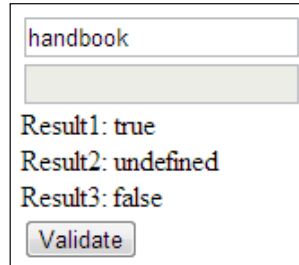 handbook
Result1: true
Result2: undefined
Result3: false
Validate